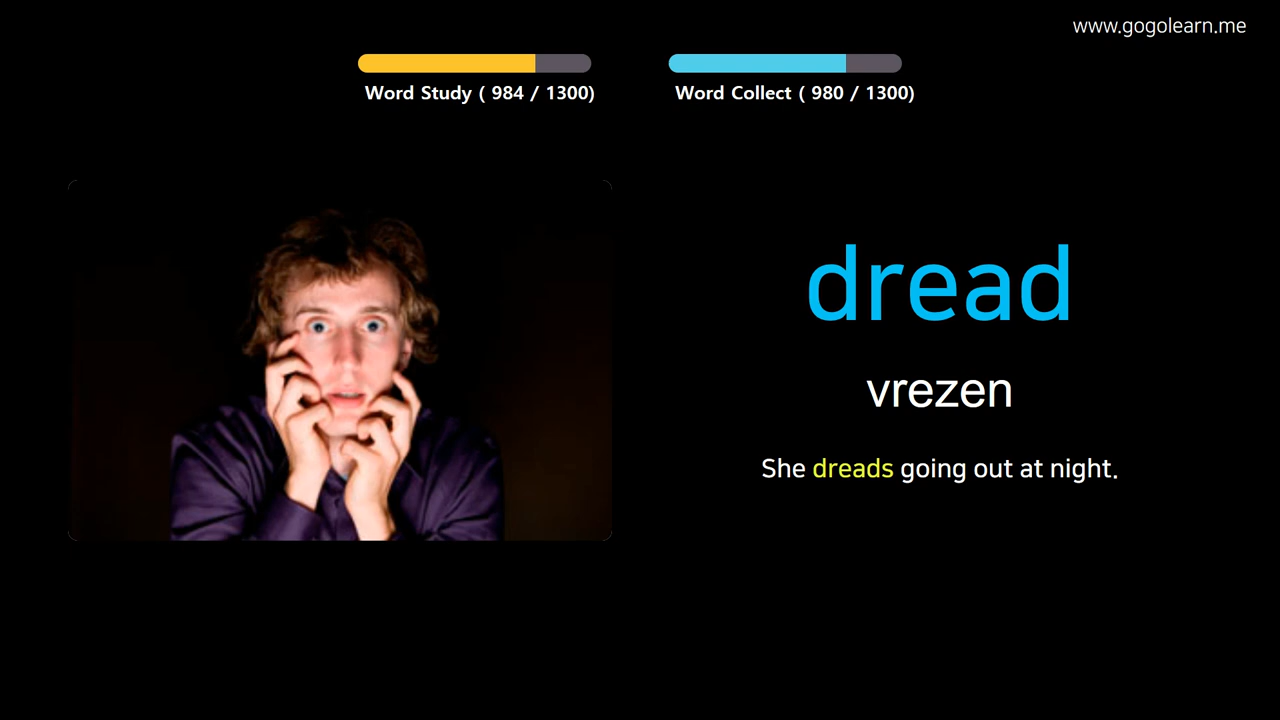 www.gogolearn.me
Word Study ( 984 / 1300)
Word Collect ( 980 / 1300)
dread
vrezen
She dreads going out at night.